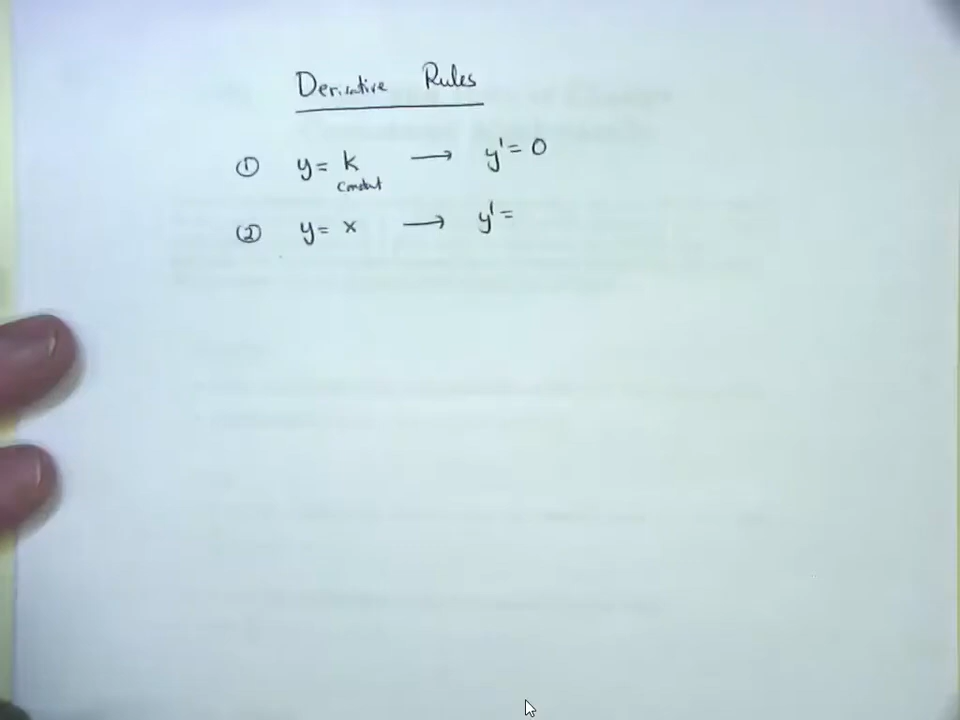 Derivative Rules
① y = k → y' = 0
constant
② y = x → y' =